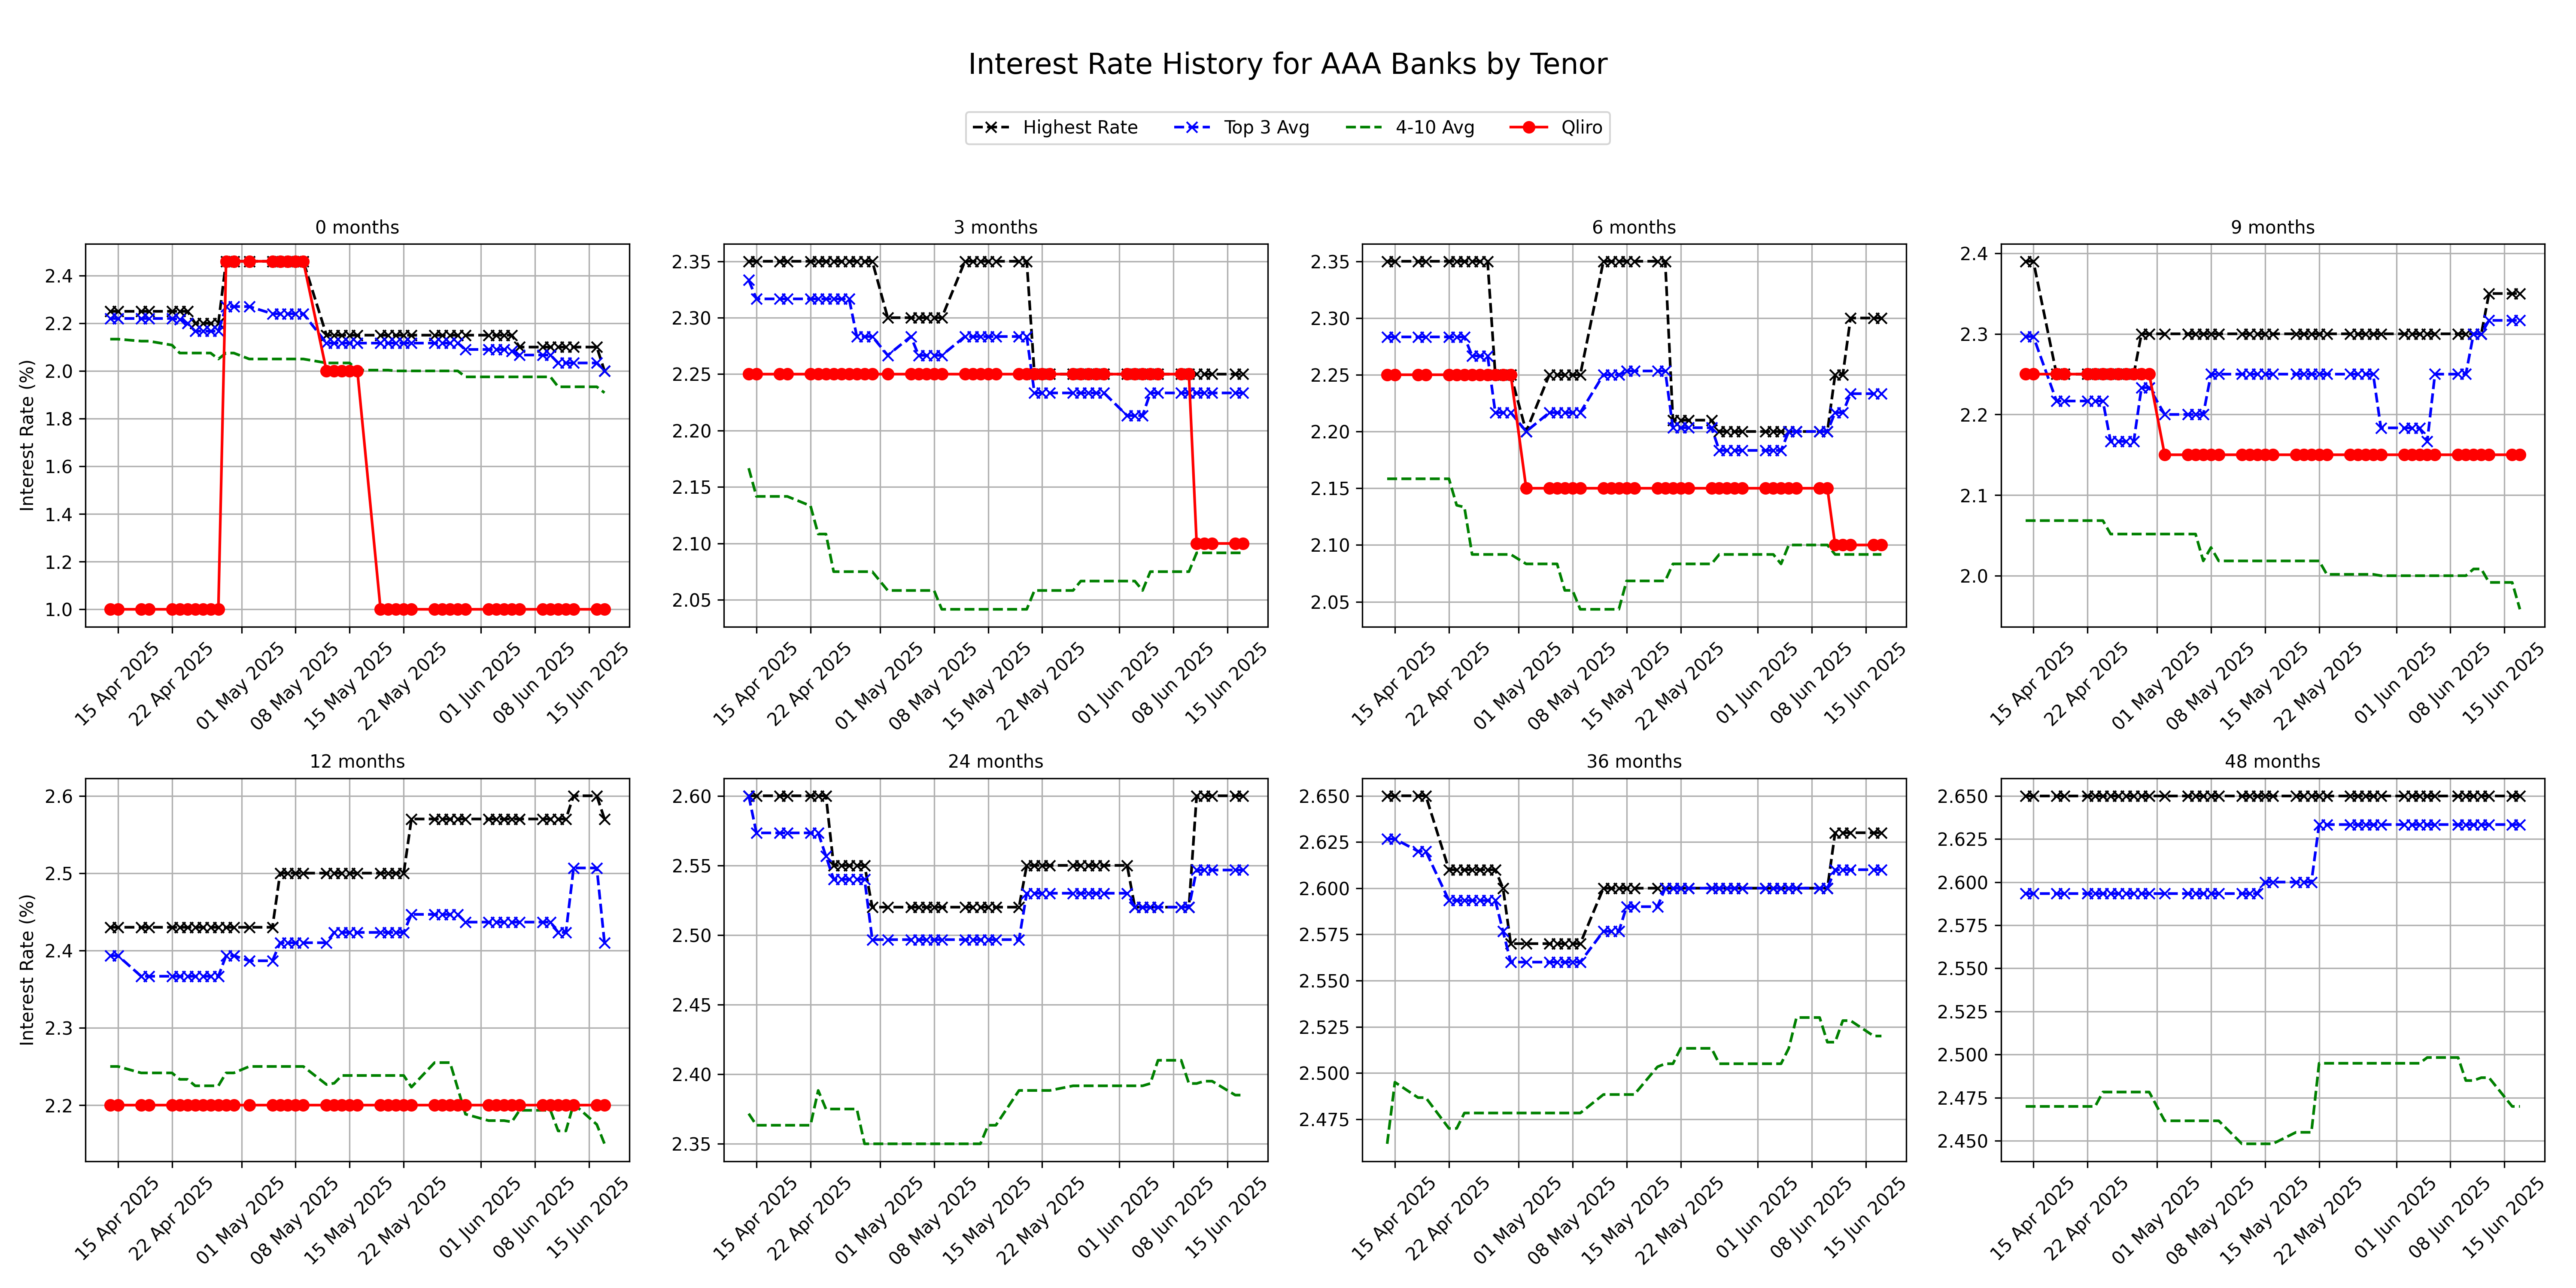 Interest Rate History for AAA Banks by Tenor
Highest Rate Top 3 Avg 4-10 Avg Qliro
0 months
Interest Rate (%)
2.4
2.2
2.0
1.8
1.6
1.4
1.2
1.0
15 Apr 2025 22 Apr 2025 01 May 2025 08 May 2025 15 May 2025 22 May 2025 01 Jun 2025 08 Jun 2025 15 Jun 2025
3 months
2.35
2.30
2.25
2.20
2.15
2.10
2.05
15 Apr 2025 22 Apr 2025 01 May 2025 08 May 2025 15 May 2025 22 May 2025 01 Jun 2025 08 Jun 2025 15 Jun 2025
6 months
2.35
2.30
2.25
2.20
2.15
2.10
2.05
15 Apr 2025 22 Apr 2025 01 May 2025 08 May 2025 15 May 2025 22 May 2025 01 Jun 2025 08 Jun 2025 15 Jun 2025
9 months
2.4
2.3
2.2
2.1
2.0
15 Apr 2025 22 Apr 2025 01 May 2025 08 May 2025 15 May 2025 22 May 2025 01 Jun 2025 08 Jun 2025 15 Jun 2025
12 months
Interest Rate (%)
2.6
2.5
2.4
2.3
2.2
15 Apr 2025 22 Apr 2025 01 May 2025 08 May 2025 15 May 2025 22 May 2025 01 Jun 2025 08 Jun 2025 15 Jun 2025
24 months
2.60
2.55
2.50
2.45
2.40
2.35
15 Apr 2025 22 Apr 2025 01 May 2025 08 May 2025 15 May 2025 22 May 2025 01 Jun 2025 08 Jun 2025 15 Jun 2025
36 months
2.650
2.625
2.600
2.575
2.550
2.525
2.500
2.475
15 Apr 2025 22 Apr 2025 01 May 2025 08 May 2025 15 May 2025 22 May 2025 01 Jun 2025 08 Jun 2025 15 Jun 2025
48 months
2.650
2.625
2.600
2.575
2.550
2.525
2.500
2.475
2.450
15 Apr 2025 22 Apr 2025 01 May 2025 08 May 2025 15 May 2025 22 May 2025 01 Jun 2025 08 Jun 2025 15 Jun 2025